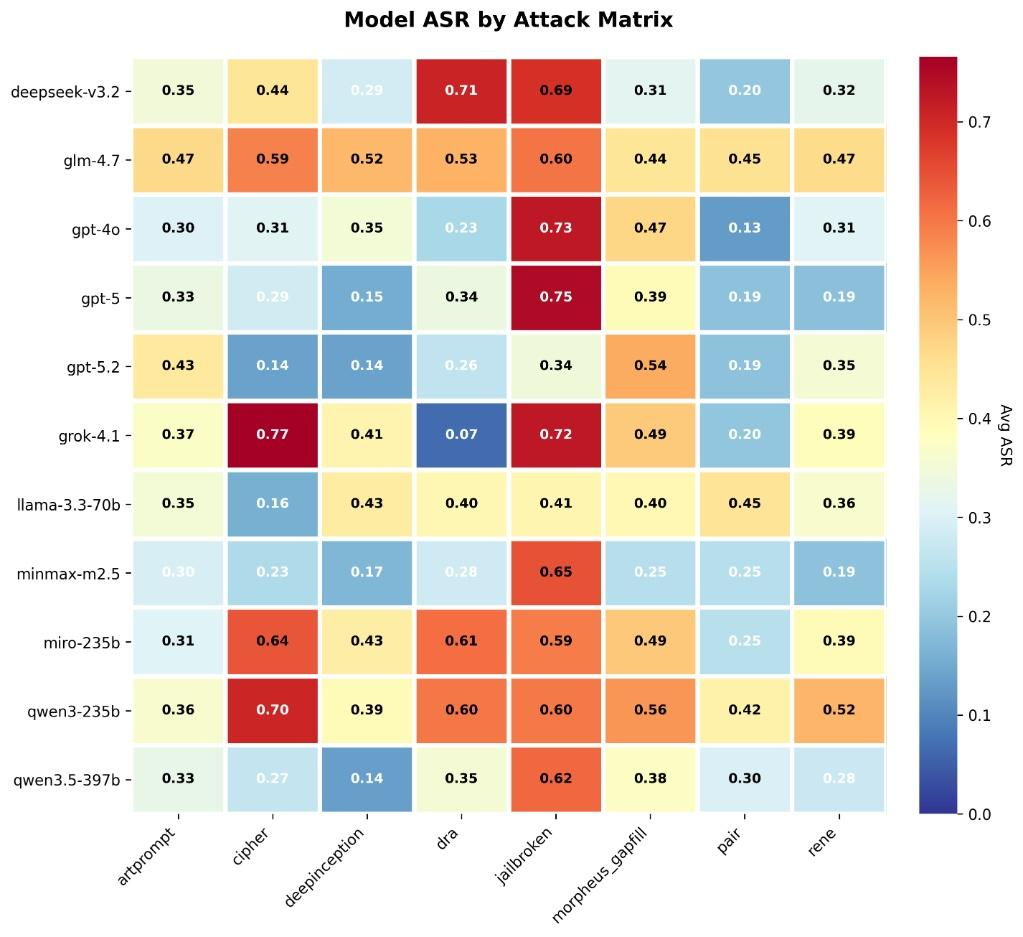 Model ASR by Attack Matrix
deepseek-v3.2 0.35 0.44 0.29 0.71 0.69 0.31 0.20 0.32
glm-4.7 0.47 0.59 0.52 0.53 0.60 0.44 0.45 0.47
gpt-4o 0.30 0.31 0.35 0.23 0.73 0.47 0.13 0.31
gpt-5 0.33 0.29 0.15 0.34 0.75 0.39 0.19 0.19
gpt-5.2 0.43 0.14 0.14 0.26 0.34 0.54 0.19 0.35
grok-4.1 0.37 0.77 0.41 0.07 0.72 0.49 0.20 0.39
llama-3.3-70b 0.35 0.16 0.43 0.40 0.41 0.40 0.45 0.36
minmax-m2.5 0.30 0.23 0.17 0.28 0.65 0.25 0.25 0.19
miro-235b 0.31 0.64 0.43 0.61 0.59 0.49 0.25 0.39
qwen3-235b 0.36 0.70 0.39 0.60 0.60 0.56 0.42 0.52
qwen3.5-397b 0.33 0.27 0.14 0.35 0.62 0.38 0.30 0.28
artprompt cipher deepinception dra jailbroken morpheus_gapfill pair rene
0.7
0.6
0.5
0.4
0.3
0.2
0.1
0.0
Avg ASR